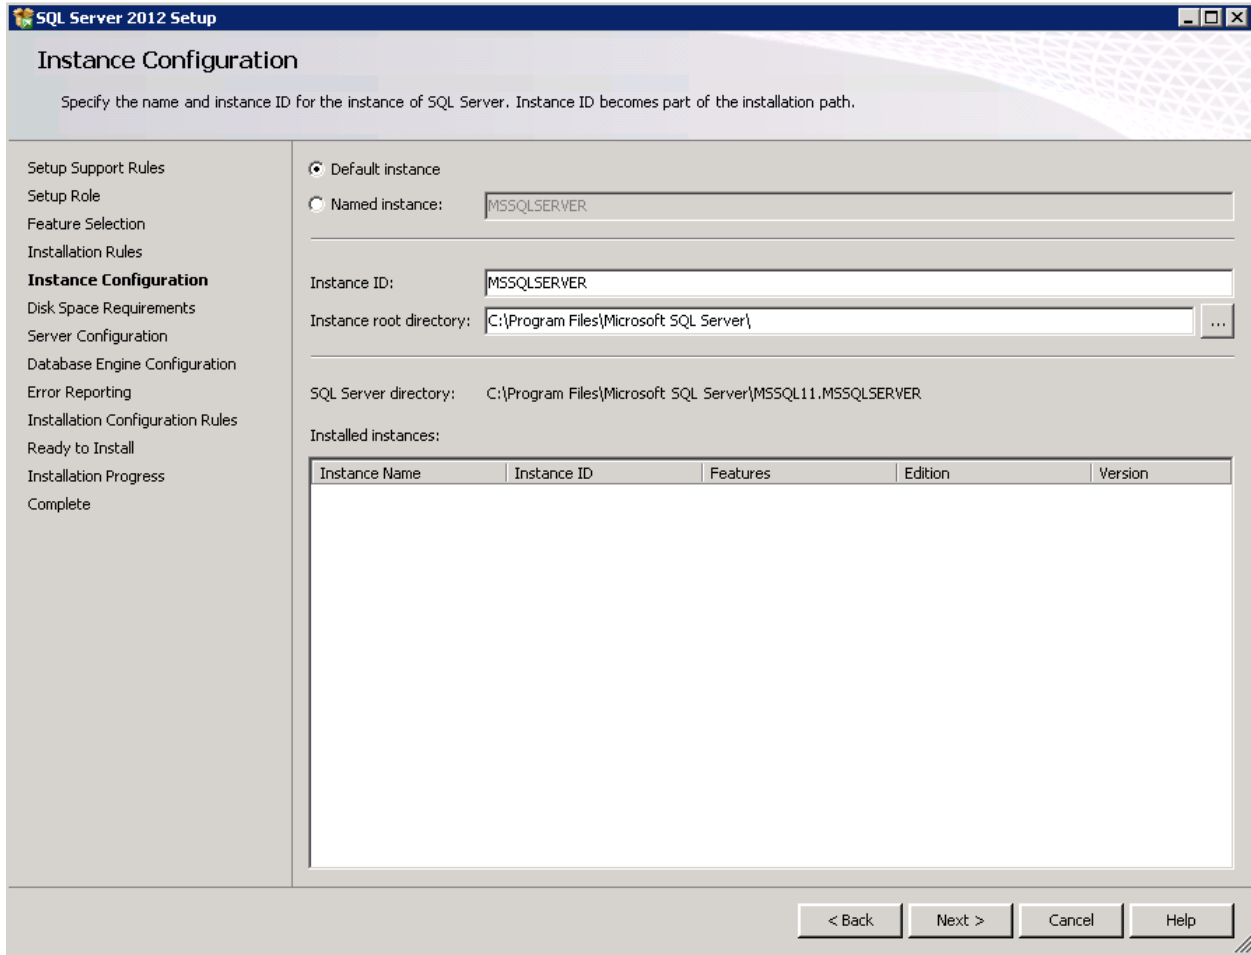 SQL Server 2012 Setup
Instance Configuration
Specify the name and instance ID for the instance of SQL Server. Instance ID becomes part of the installation path.
Setup Support Rules
Setup Role
Feature Selection
Installation Rules
Instance Configuration
Disk Space Requirements
Server Configuration
Database Engine Configuration
Error Reporting
Installation Configuration Rules
Ready to Install
Installation Progress
Complete
Default instance
Named instance: MSSQLSERVER
Instance ID: MSSQLSERVER
Instance root directory: C:\Program Files\Microsoft SQL Server\ ...
SQL Server directory: C:\Program Files\Microsoft SQL Server\MSSQL11.MSSQLSERVER
Installed instances:
Instance Name Instance ID Features Edition Version
< Back Next > Cancel Help